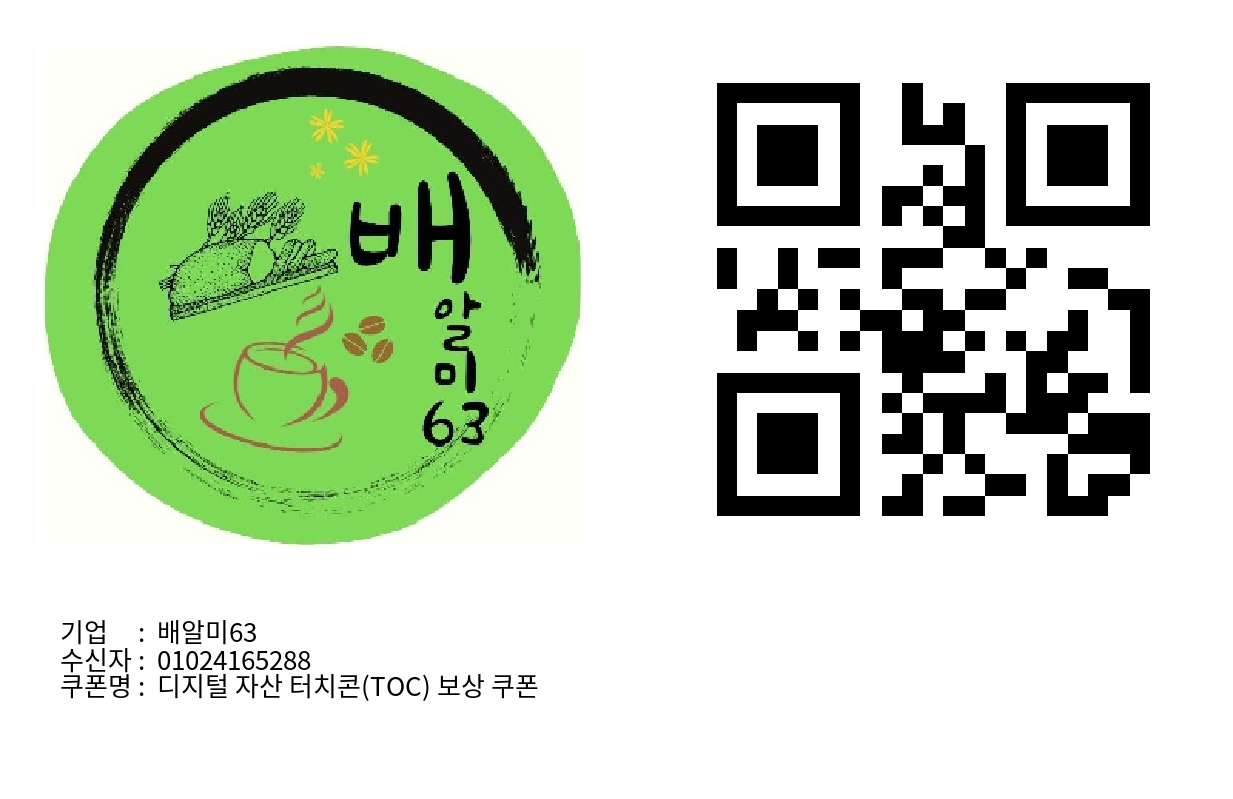 배
알
미
63
기업 : 배알미63
수신자 : 01024165288
쿠폰명 : 디지털 자산 터치콘(TOC) 보상 쿠폰